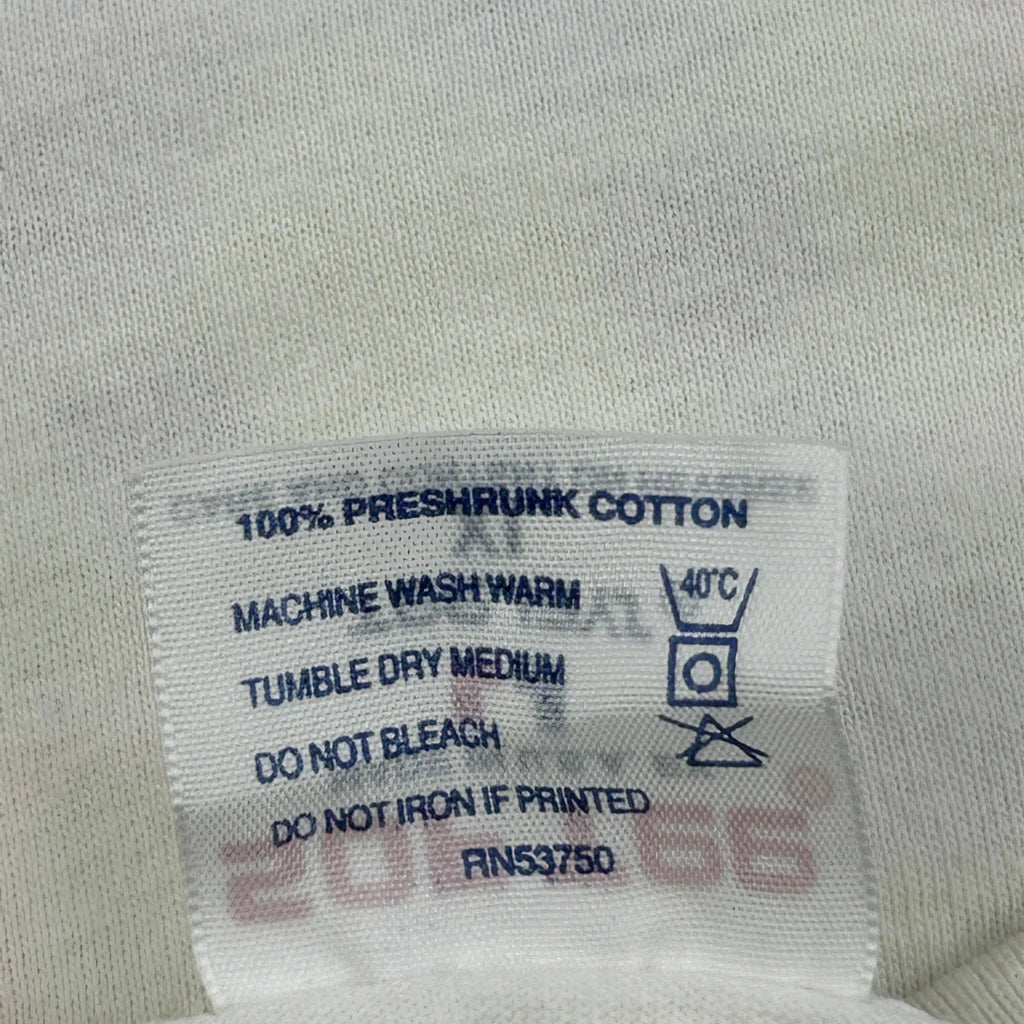 100% PRESHRUNK COTTON
MACHINE WASH WARM
40°C
TUMBLE DRY MEDIUM
DO NOT BLEACH
DO NOT IRON IF PRINTED
RN53750